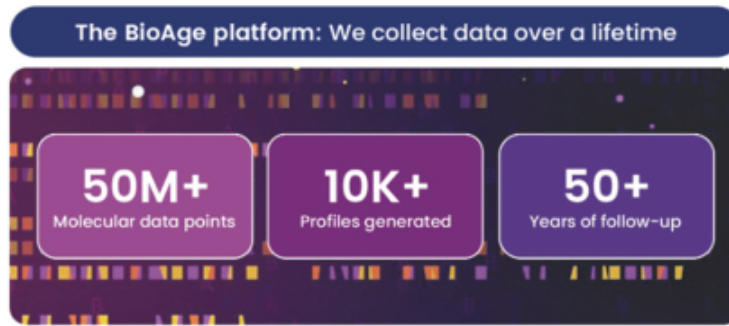 The BioAge platform: We collect data over a lifetime
50M+
Molecular data points
10K+
Profiles generated
50+
Years of follow-up